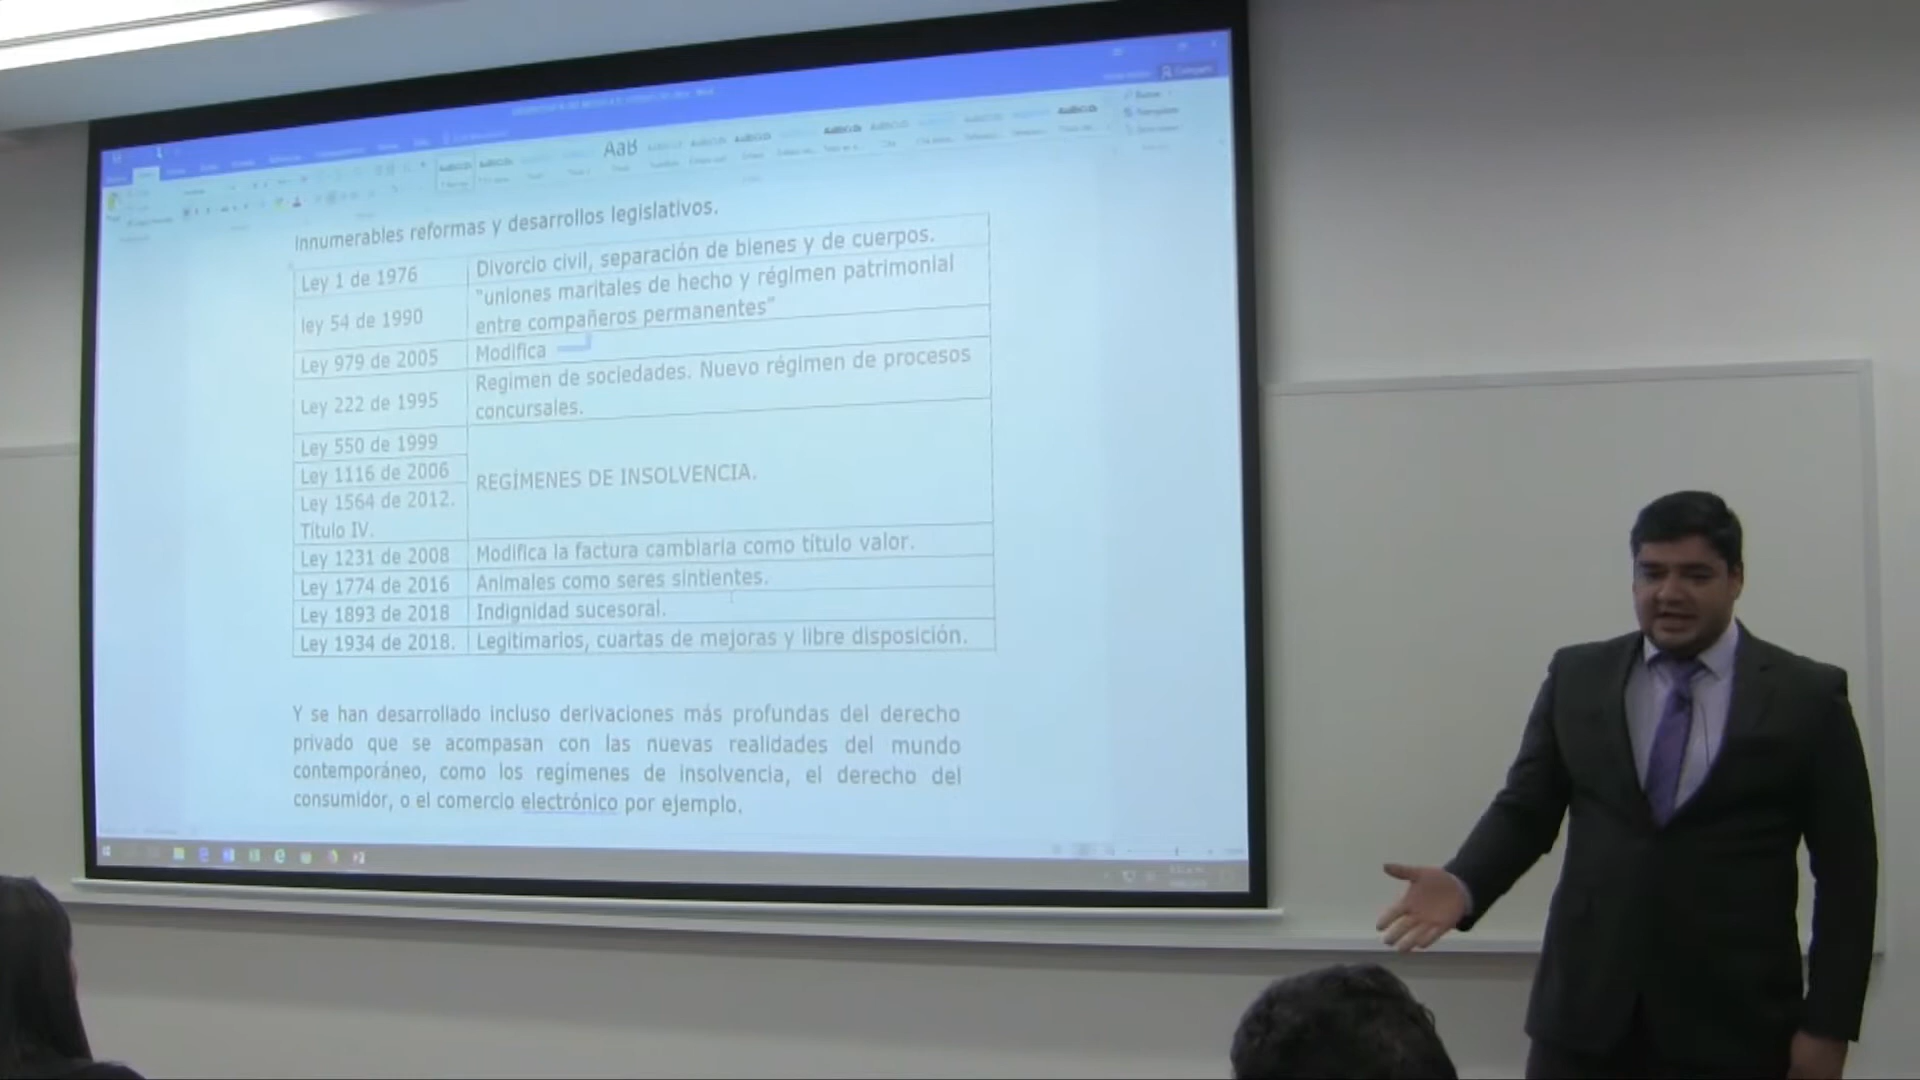 AaB
Innumerables reformas y desarrollos legislativos.
Ley 1 de 1976
Divorcio civil, separación de bienes y de cuerpos.
ley 54 de 1990
"uniones maritales de hecho y régimen patrimonial
entre compañeros permanentes"
Ley 979 de 2005
Modifica
Ley 222 de 1995
Regimen de sociedades. Nuevo régimen de procesos
concursales.
Ley 550 de 1999
Ley 1116 de 2006
Ley 1564 de 2012.
Título IV.
REGÍMENES DE INSOLVENCIA.
Ley 1231 de 2008
Modifica la factura cambiaria como título valor.
Ley 1774 de 2016
Animales como seres sintientes.
Ley 1893 de 2018
Indignidad sucesoral.
Ley 1934 de 2018.
Legitimarios, cuartas de mejoras y libre disposición.
Y se han desarrollado incluso derivaciones más profundas del derecho
privado que se acompasan con las nuevas realidades del mundo
contemporáneo, como los regímenes de insolvencia, el derecho del
consumidor, o el comercio electrónico por ejemplo.